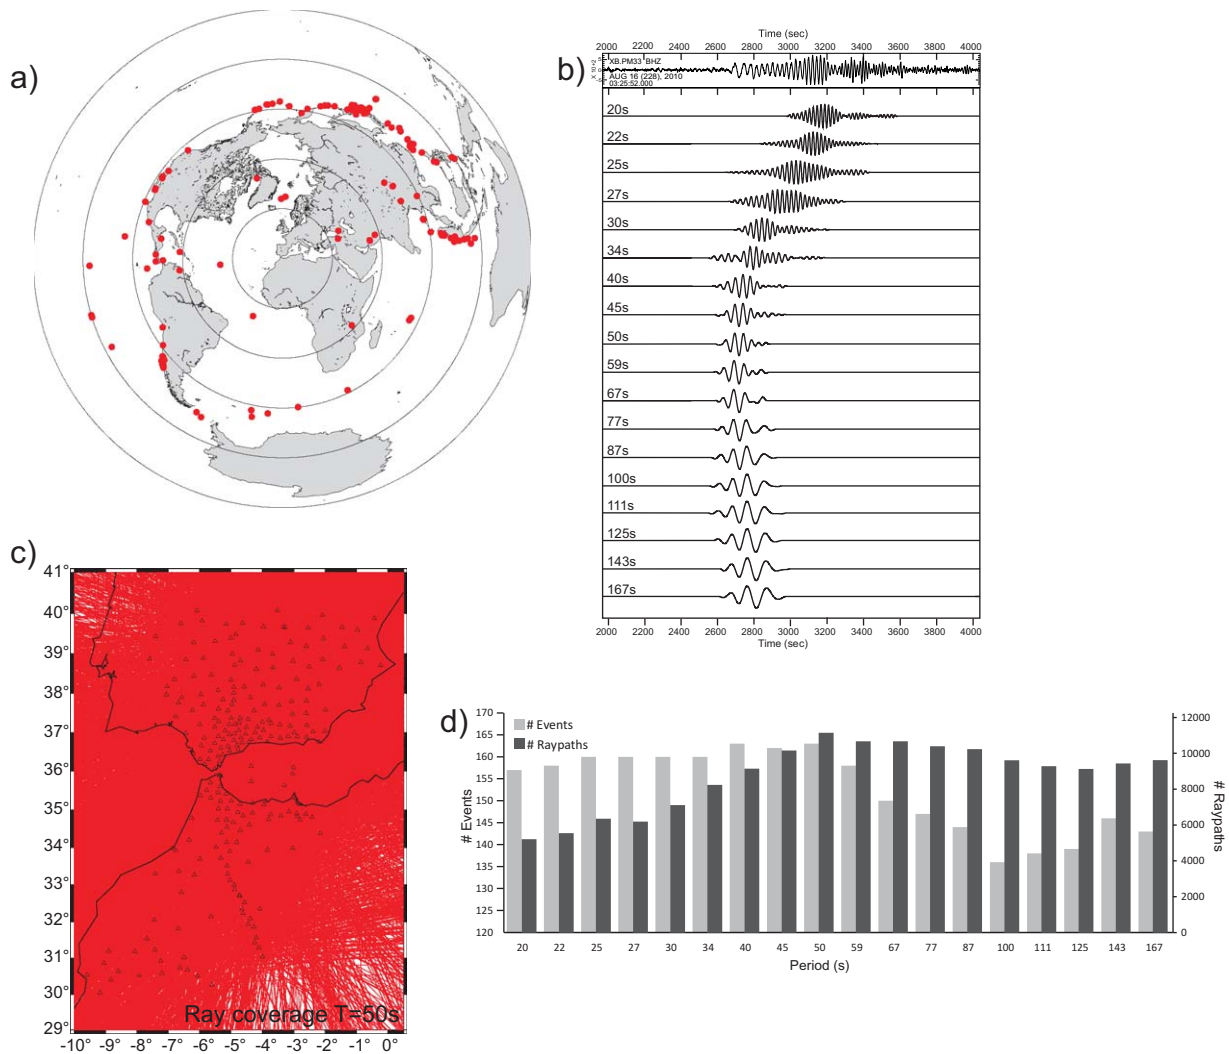 a)
b)
Time (sec)
2000 2200 2400 2600 2800 3000 3200 3400 3600 3800 4000
XB.PM33 BHZ
AUG 16 (228), 2010
03:25:52.000
20s
22s
25s
27s
30s
34s
40s
45s
50s
59s
67s
77s
87s
100s
111s
125s
143s
167s
2000 2200 2400 2600 2800 3000 3200 3400 3600 3800 4000
Time (sec)
c)
41°
40°
39°
38°
37°
36°
35°
34°
33°
32°
31°
30°
29°
Ray coverage T=50s
-10° -9° -8° -7° -6° -5° -4° -3° -2° -1° 0°
d)
# Events
# Raypaths
170
165
160
155
150
145
140
135
130
125
120
# Events
12000
10000
8000
6000
4000
2000
0
# Raypaths
20 22 25 27 30 34 40 45 50 59 67 77 87 100 111 125 143 167
Period (s)